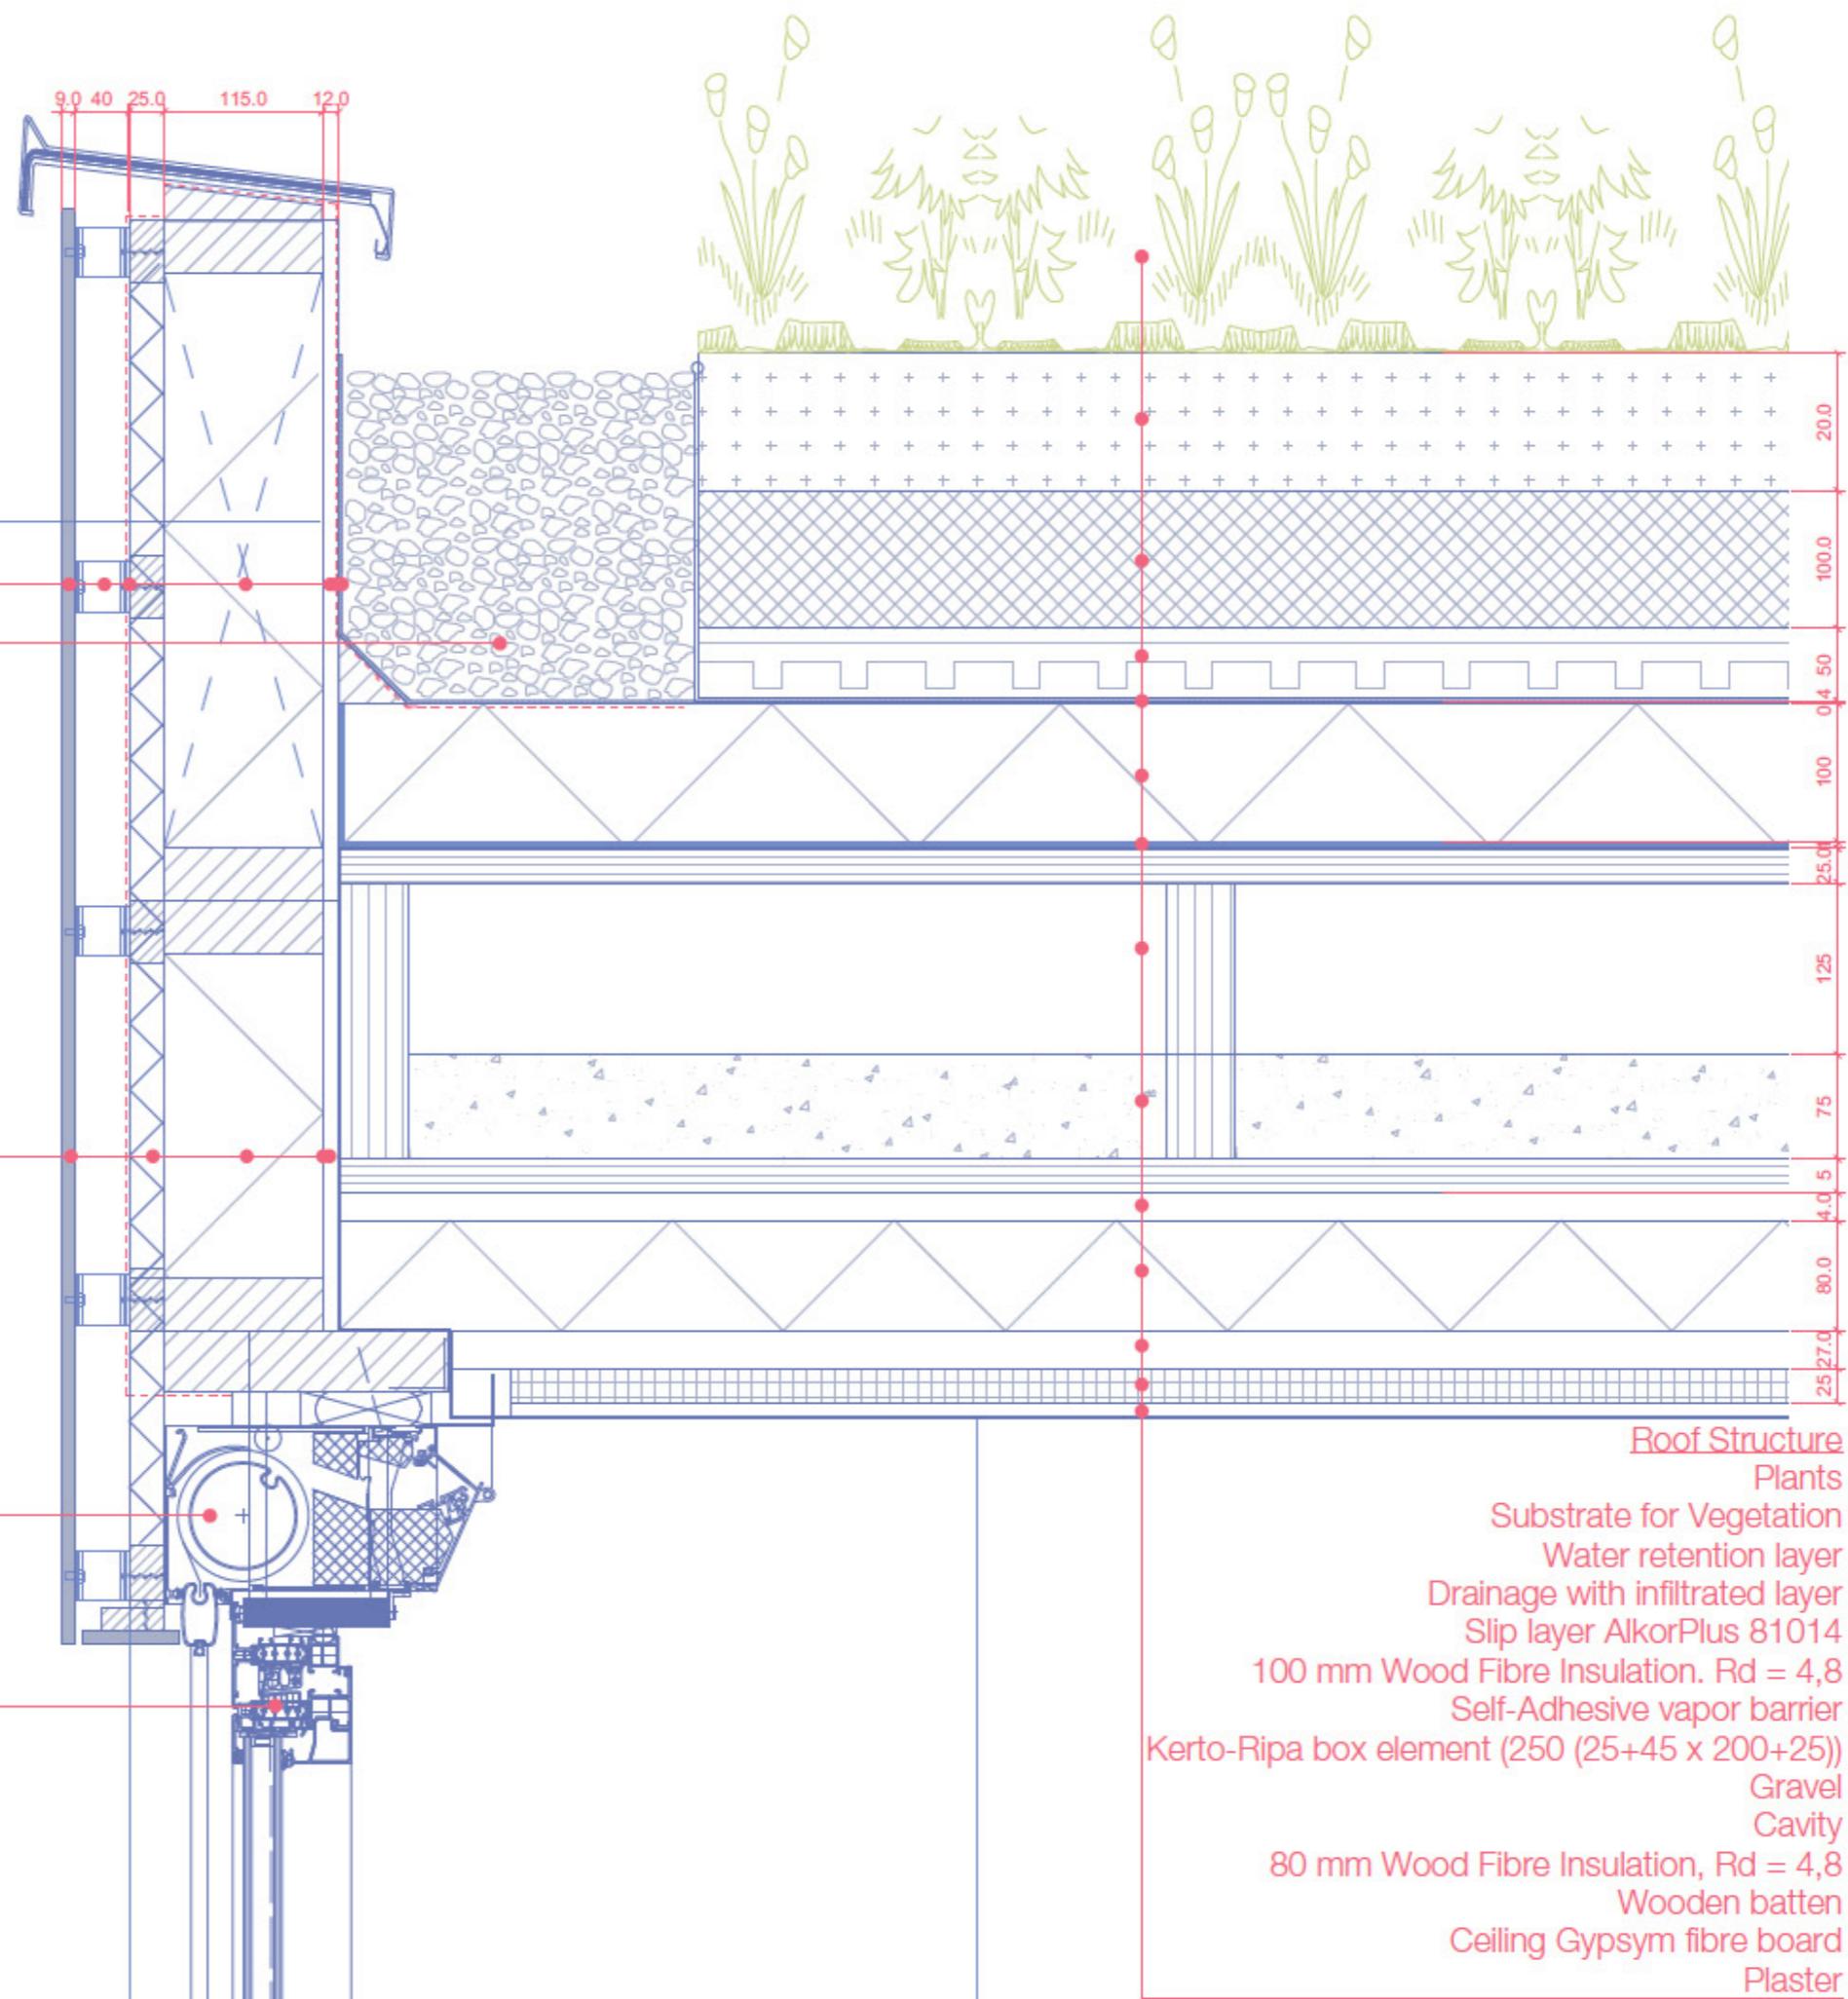 9.0 40 25.0 115.0 12.0
20.0
100.0
50
0.4
100
25.0
125
75
5
4.0
80.0
27.0
25
Roof Structure
Plants
Substrate for Vegetation
Water retention layer
Drainage with infiltrated layer
Slip layer AlkorPlus 81014
100 mm Wood Fibre Insulation. Rd = 4,8
Self-Adhesive vapor barrier
Kerto-Ripa box element (250 (25+45 x 200+25))
Gravel
Cavity
80 mm Wood Fibre Insulation, Rd = 4,8
Wooden batten
Ceiling Gypsym fibre board
Plaster